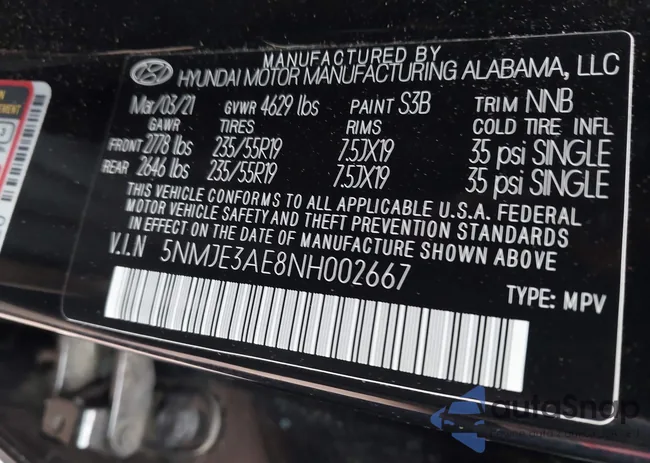 MANUFACTURED BY
HYUNDAI MOTOR MANUFACTURING ALABAMA, LLC
Mar/03/21 GVWR 4629 lbs PAINT S3B TRIM NNB
GAWR TIRES RIMS COLD TIRE INFL
FRONT 2778 lbs 235/55R19 7.5JX19 35 psi SINGLE
REAR 2646 lbs 235/55R19 7.5JX19 35 psi SINGLE
THIS VEHICLE CONFORMS TO ALL APPLICABLE U.S.A. FEDERAL
MOTOR VEHICLE SAFETY AND THEFT PREVENTION STANDARDS
IN EFFECT ON THE DATE OF MANUFACTURE SHOWN ABOVE
V.I.N 5NMJE3AE8NH002667
TYPE: MPV
autoSnap